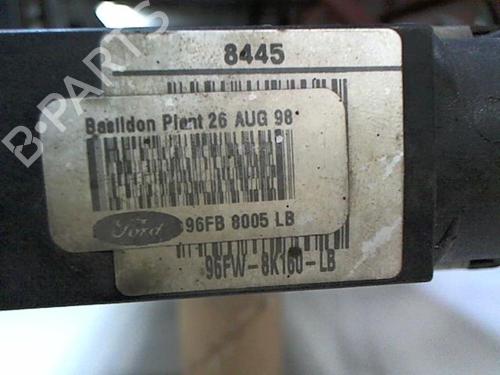 8445
Basildon Plant 26 AUG 98
Ford
96FB 8005 LB
96FW-8K160-LB
B-PARTS